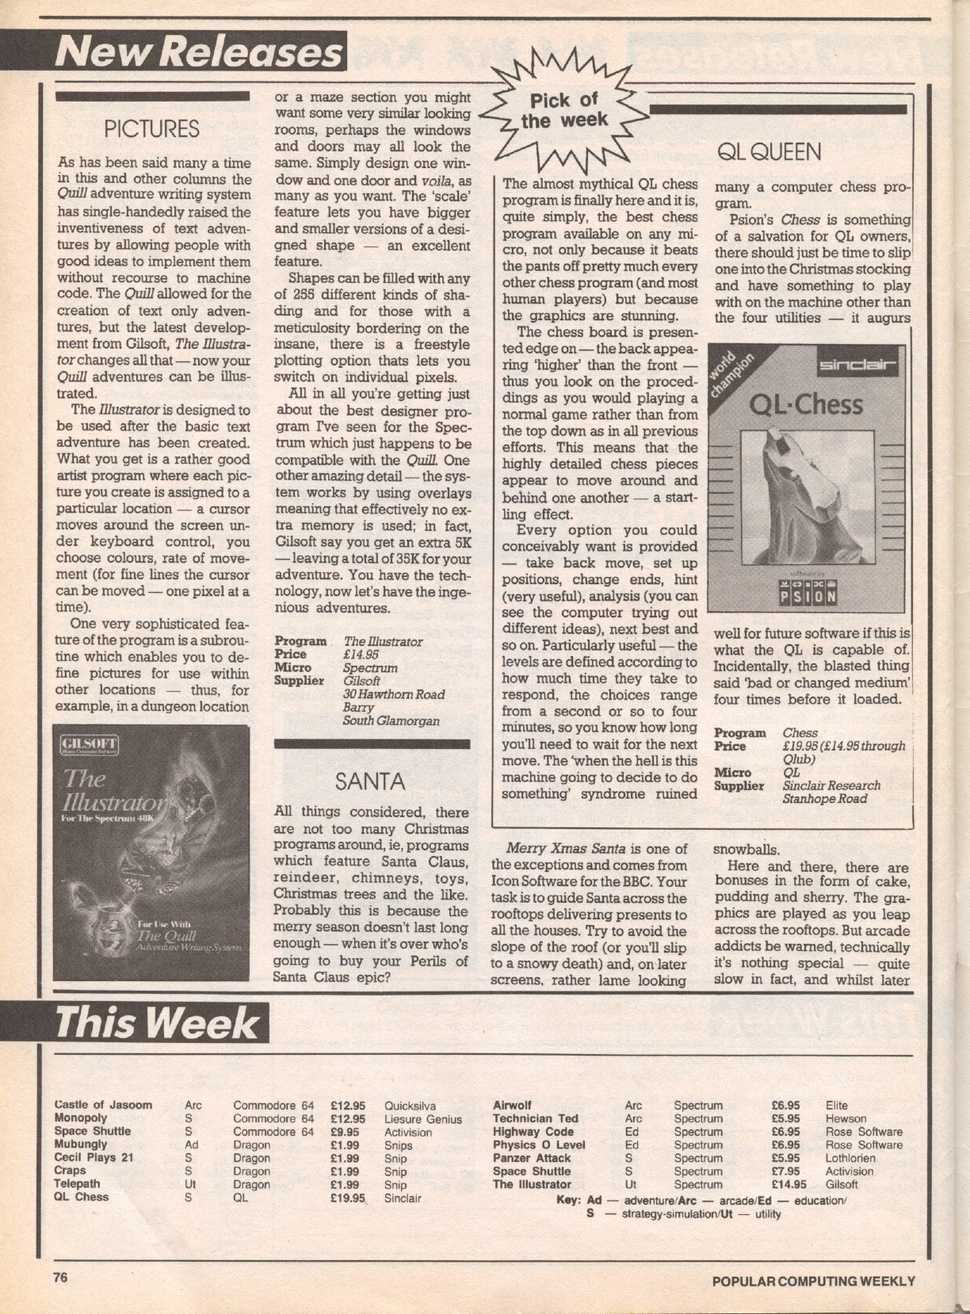 New Releases
PICTURES
As has been said many a time
in this and other columns the
Quill adventure writing system
has single-handedly raised the
inventiveness of text adven-
tures by allowing people with
good ideas to implement them
without recourse to machine
code. The Quill allowed for the
creation of text only adven-
tures, but the latest develop-
ment from Gilsoft, The Illustra-
tor changes all that — now your
Quill adventures can be illus-
trated.
The Illustrator is designed to
be used after the basic text
adventure has been created.
What you get is a rather good
artist program where each pic-
ture you create is assigned to a
particular location — a cursor
moves around the screen un-
der keyboard control, you
choose colours, rate of move-
ment (for fine lines the cursor
can be moved — one pixel at a
time).
One very sophisticated fea-
ture of the program is a subrou-
tine which enables you to de-
fine pictures for use within
other locations — thus, for
example, in a dungeon location
GILSOFT
The
Illustrator
For The Spectrum 48K
For Use With
The Quill
Adventure Writing System
or a maze section you might
want some very similar looking
rooms, perhaps the windows
and doors may all look the
same. Simply design one win-
dow and one door and voila, as
many as you want. The 'scale'
feature lets you have bigger
and smaller versions of a desi-
gned shape — an excellent
feature.
Shapes can be filled with any
of 255 different kinds of sha-
ding and for those with a
meticulosity bordering on the
insane, there is a freestyle
plotting option thats lets you
switch on individual pixels.
All in all you're getting just
about the best designer pro-
gram I've seen for the Spec-
trum which just happens to be
compatible with the Quill. One
other amazing detail — the sys-
tem works by using overlays
meaning that effectively no ex-
tra memory is used; in fact,
Gilsoft say you get an extra 5K
— leaving a total of 35K for your
adventure. You have the tech-
nology, now let's have the inge-
nious adventures.
Program The Illustrator
Price £14.95
Micro Spectrum
Supplier Gilsoft
30 Hawthorn Road
Barry
South Glamorgan
SANTA
All things considered, there
are not too many Christmas
programs around, ie, programs
which feature Santa Claus,
reindeer, chimneys, toys,
Christmas trees and the like.
Probably this is because the
merry season doesn't last long
enough — when it's over who's
going to buy your Perils of
Santa Claus epic?
Pick of
the week
QL QUEEN
The almost mythical QL chess
program is finally here and it is,
quite simply, the best chess
program available on any mi-
cro, not only because it beats
the pants off pretty much every
other chess program (and most
human players) but because
the graphics are stunning.
The chess board is presen-
ted edge on — the back appea-
ring 'higher' than the front —
thus you look on the proced-
dings as you would playing a
normal game rather than from
the top down as in all previous
efforts. This means that the
highly detailed chess pieces
appear to move around and
behind one another — a start-
ling effect.
Every option you could
conceivably want is provided
— take back move, set up
positions, change ends, hint
(very useful), analysis (you can
see the computer trying out
different ideas), next best and
so on. Particularly useful — the
levels are defined according to
how much time they take to
respond, the choices range
from a second or so to four
minutes, so you know how long
you'll need to wait for the next
move. The 'when the hell is this
machine going to decide to do
something' syndrome ruined
many a computer chess pro-
gram.
Psion's Chess is something
of a salvation for QL owners,
there should just be time to slip
one into the Christmas stocking
and have something to play
with on the machine other than
the four utilities — it augurs
world
champion
sinclair
QL·Chess
software by
PSION
well for future software if this is
what the QL is capable of.
Incidentally, the blasted thing
said 'bad or changed medium'
four times before it loaded.
Program Chess
Price £19.95 (£14.95 through
Qlub)
Micro QL
Supplier Sinclair Research
Stanhope Road
Merry Xmas Santa is one of
the exceptions and comes from
Icon Software for the BBC. Your
task is to guide Santa across the
rooftops delivering presents to
all the houses. Try to avoid the
slope of the roof (or you'll slip
to a snowy death) and, on later
screens, rather lame looking
snowballs.
Here and there, there are
bonuses in the form of cake,
pudding and sherry. The gra-
phics are played as you leap
across the rooftops. But arcade
addicts be warned, technically
it's nothing special — quite
slow in fact, and whilst later
This Week
Castle of Jasoom Arc Commodore 64 £12.95 Quicksilva
Monopoly S Commodore 64 £12.95 Liesure Genius
Space Shuttle S Commodore 64 £9.95 Activision
Mubungly Ad Dragon £1.99 Snips
Cecil Plays 21 S Dragon £1.99 Snip
Craps S Dragon £1.99 Snip
Telepath Ut Dragon £1.99 Snip
QL Chess S QL £19.95 Sinclair
Airwolf Arc Spectrum £6.95 Elite
Technician Ted Arc Spectrum £5.95 Hewson
Highway Code Ed Spectrum £6.95 Rose Software
Physics O Level Ed Spectrum £6.95 Rose Software
Panzer Attack S Spectrum £5.95 Lothlorien
Space Shuttle S Spectrum £7.95 Activision
The Illustrator Ut Spectrum £14.95 Gilsoft
Key: Ad — adventure/Arc — arcade/Ed — education/
S — strategy-simulation/Ut — utility
76
POPULAR COMPUTING WEEKLY